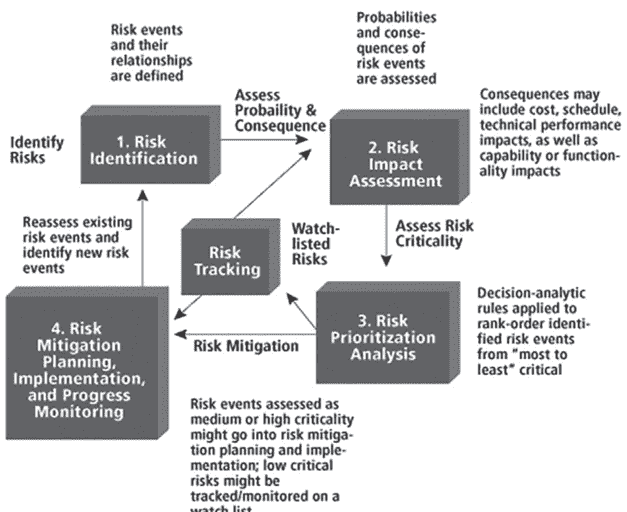 Risk events
and their
relationships
are defined
Probabilities
and conse-
quences of
risk events
are assessed
Assess
Probaility &
Consequence
Identify
Risks
1. Risk
Identification
2. Risk
Impact
Assessment
Consequences may
include cost, schedule,
technical performance
impacts, as well as
capability or function-
ality impacts
Reassess existing
risk events and
identify new risk
events
Risk
Tracking
Watch-
listed
Risks
Assess Risk
Criticality
4. Risk
Mitigation
Planning,
Implementation,
and Progress
Monitoring
Risk Mitigation
3. Risk
Prioritization
Analysis
Decision-analytic
rules applied to
rank-order identi-
fied risk events
from "most to
least" critical
Risk events assessed as
medium or high criticality
might go into risk mitiga-
tion planning and imple-
mentation; low critical
risks might be
tracked/monitored on a
watch list